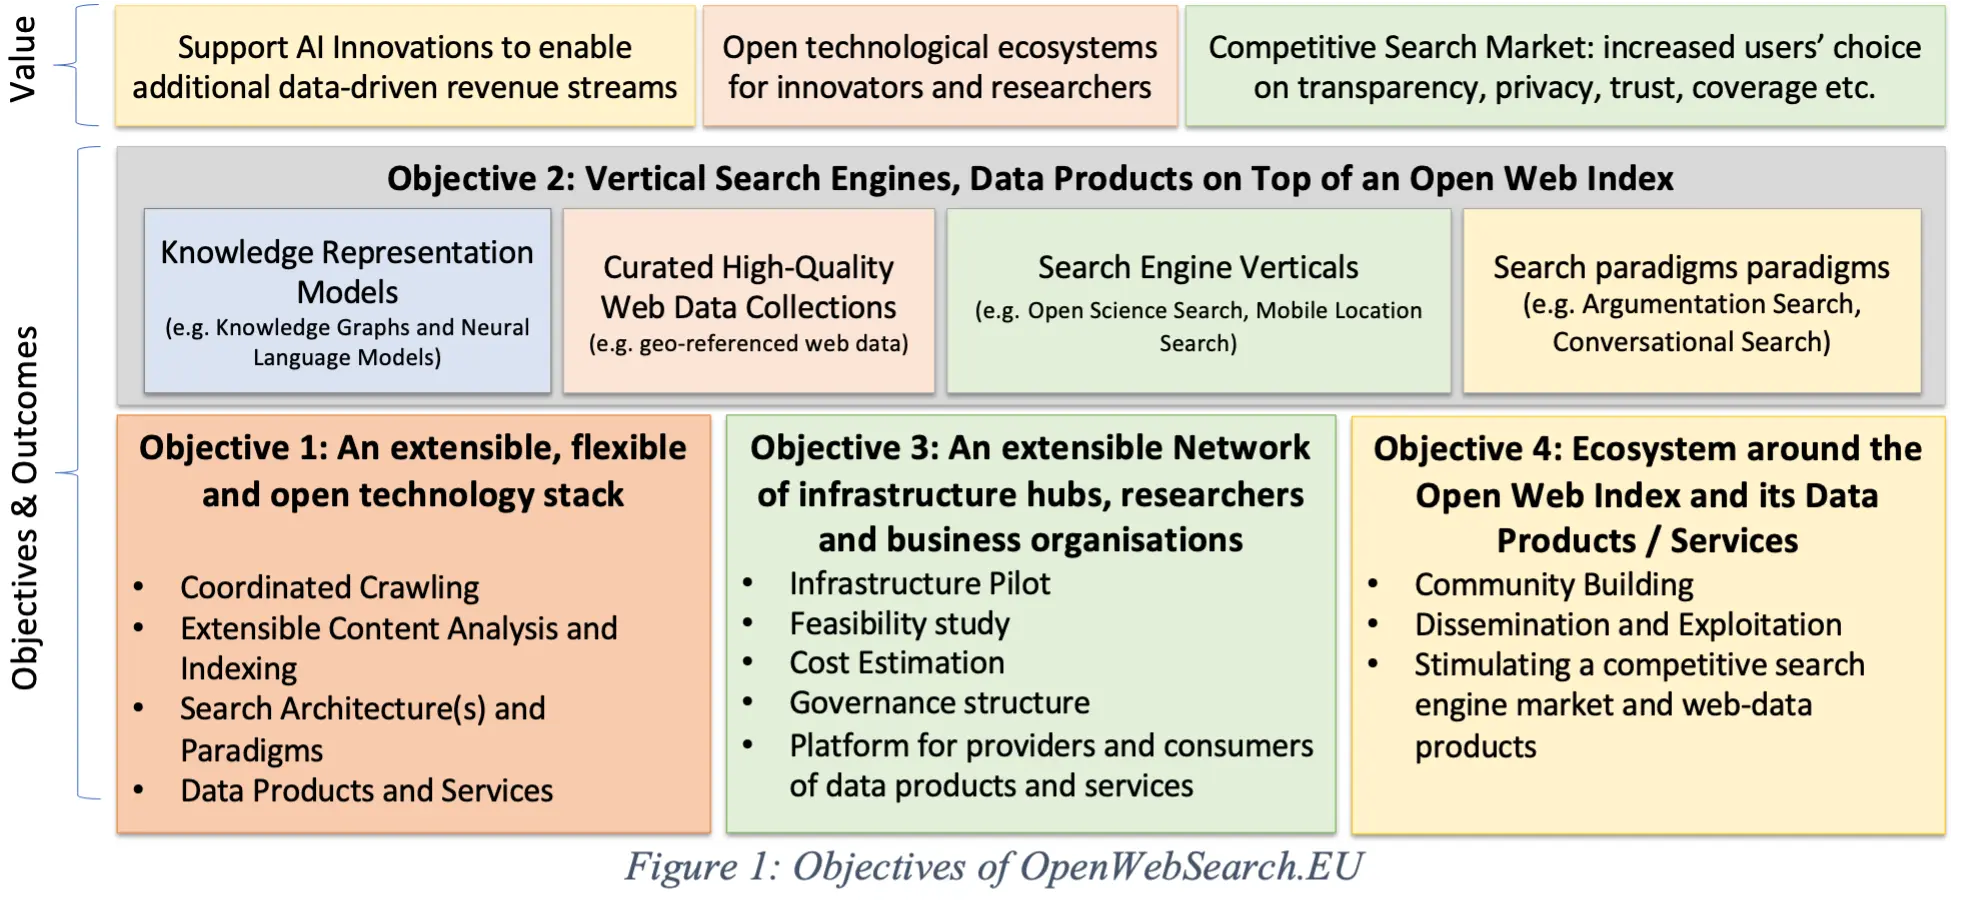 Value
Support AI Innovations to enable
additional data-driven revenue streams
Open technological ecosystems
for innovators and researchers
Competitive Search Market: increased users’ choice
on transparency, privacy, trust, coverage etc.
Objectives & Outcomes
Objective 2: Vertical Search Engines, Data Products on Top of an Open Web Index
Knowledge Representation
Models
(e.g. Knowledge Graphs and Neural
Language Models)
Curated High-Quality
Web Data Collections
(e.g. geo-referenced web data)
Search Engine Verticals
(e.g. Open Science Search, Mobile Location
Search)
Search paradigms paradigms
(e.g. Argumentation Search,
Conversational Search)
Objective 1: An extensible, flexible
and open technology stack
• Coordinated Crawling
• Extensible Content Analysis and
Indexing
• Search Architecture(s) and
Paradigms
• Data Products and Services
Objective 3: An extensible Network
of infrastructure hubs, researchers
and business organisations
• Infrastructure Pilot
• Feasibility study
• Cost Estimation
• Governance structure
• Platform for providers and consumers
of data products and services
Objective 4: Ecosystem around the
Open Web Index and its Data
Products / Services
• Community Building
• Dissemination and Exploitation
• Stimulating a competitive search
engine market and web-data
products
Figure 1: Objectives of OpenWebSearch.EU